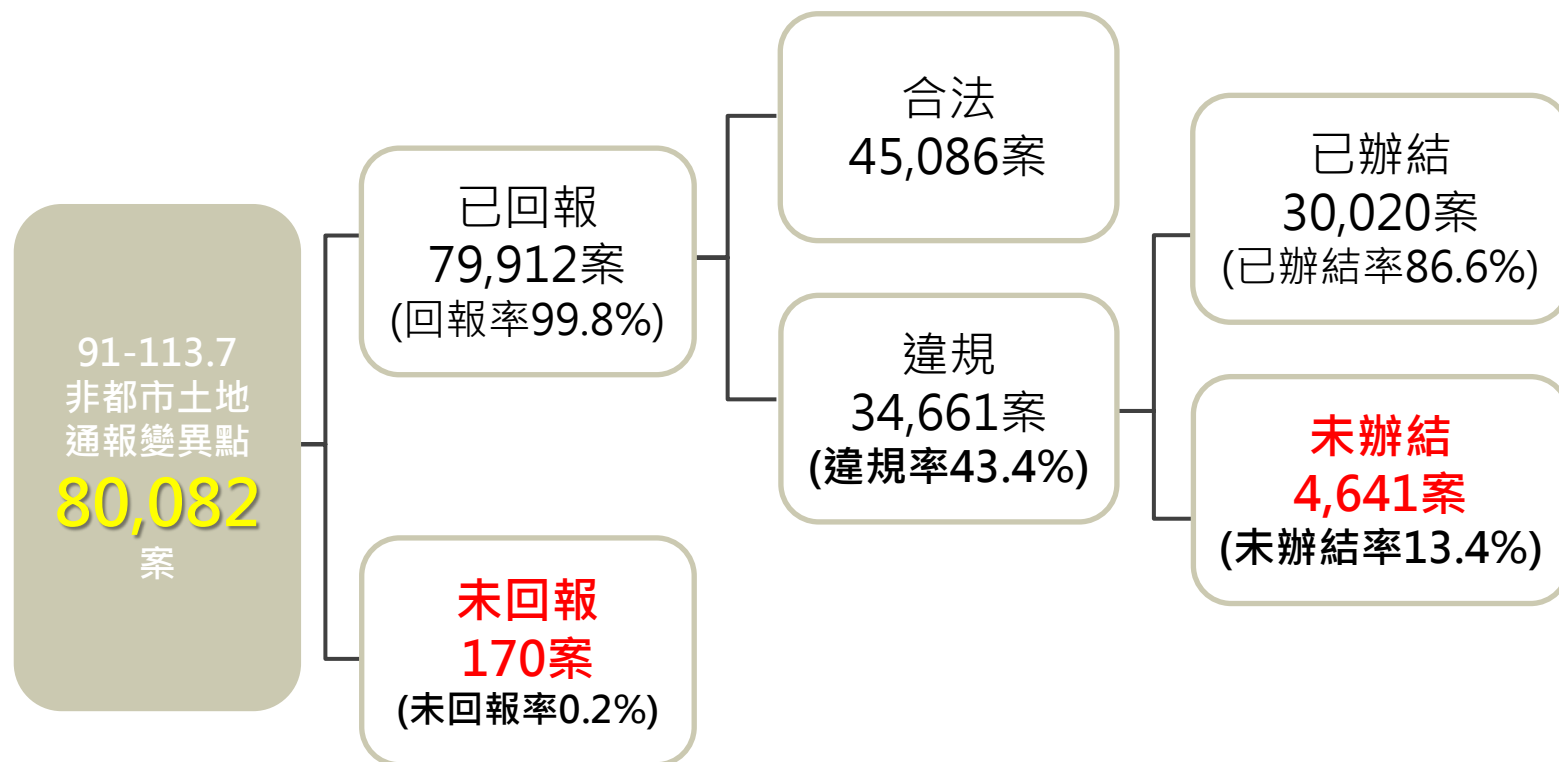 91-113.7
非都市土地
通報變異點
80,082
案
已回報
79,912案
(回報率99.8%)
未回報
170案
(未回報率0.2%)
合法
45,086案
違規
34,661案
(違規率43.4%)
已辦結
30,020案
(已辦結率86.6%)
未辦結
4,641案
(未辦結率13.4%)